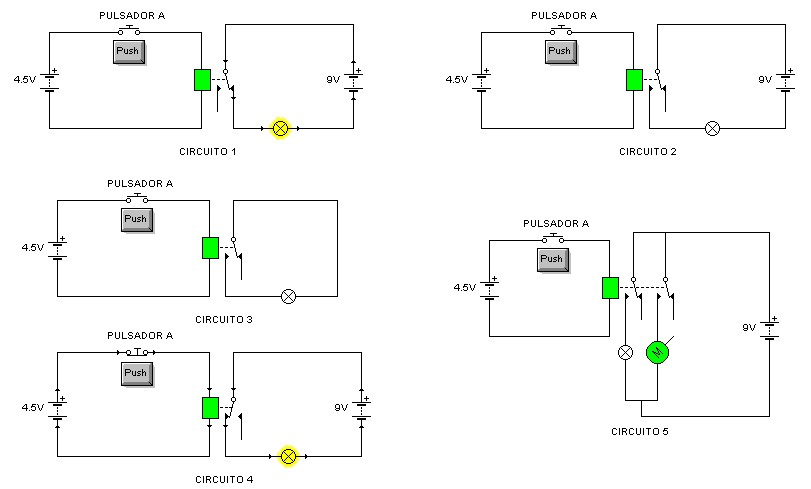 PULSADOR A
Push
4.5V
+
9V
+
CIRCUITO 1
PULSADOR A
Push
4.5V
+
9V
+
CIRCUITO 2
PULSADOR A
Push
4.5V
+
CIRCUITO 3
PULSADOR A
Push
4.5V
+
9V
+
CIRCUITO 4
PULSADOR A
Push
4.5V
+
9V
+
M
CIRCUITO 5